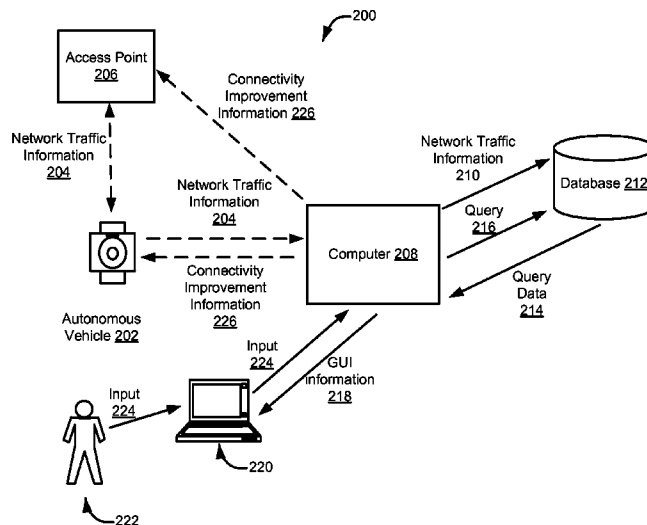 200
Access Point
206
Connectivity
Improvement
Information 226
Network Traffic
Information
204
Network Traffic
Information
210
Database 212
Network Traffic
Information
204
Query
216
Computer 208
Connectivity
Improvement
Information
226
Query
Data
214
Autonomous
Vehicle 202
Input
224
GUI
Information
218
Input
224
220
222